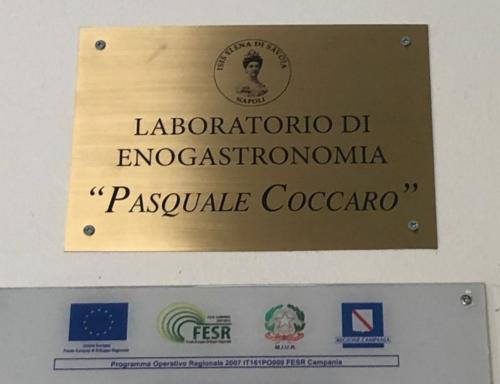 ISIS ELENA DI SAVOIA
NAPOLI
LABORATORIO DI
ENOGASTRONOMIA
“PASQUALE COCCARO”
FESR
M.I.U.R.
REGIONE CAMPANIA
Programma Operativo Regionale 2007 IT161PO009 FESR Campania